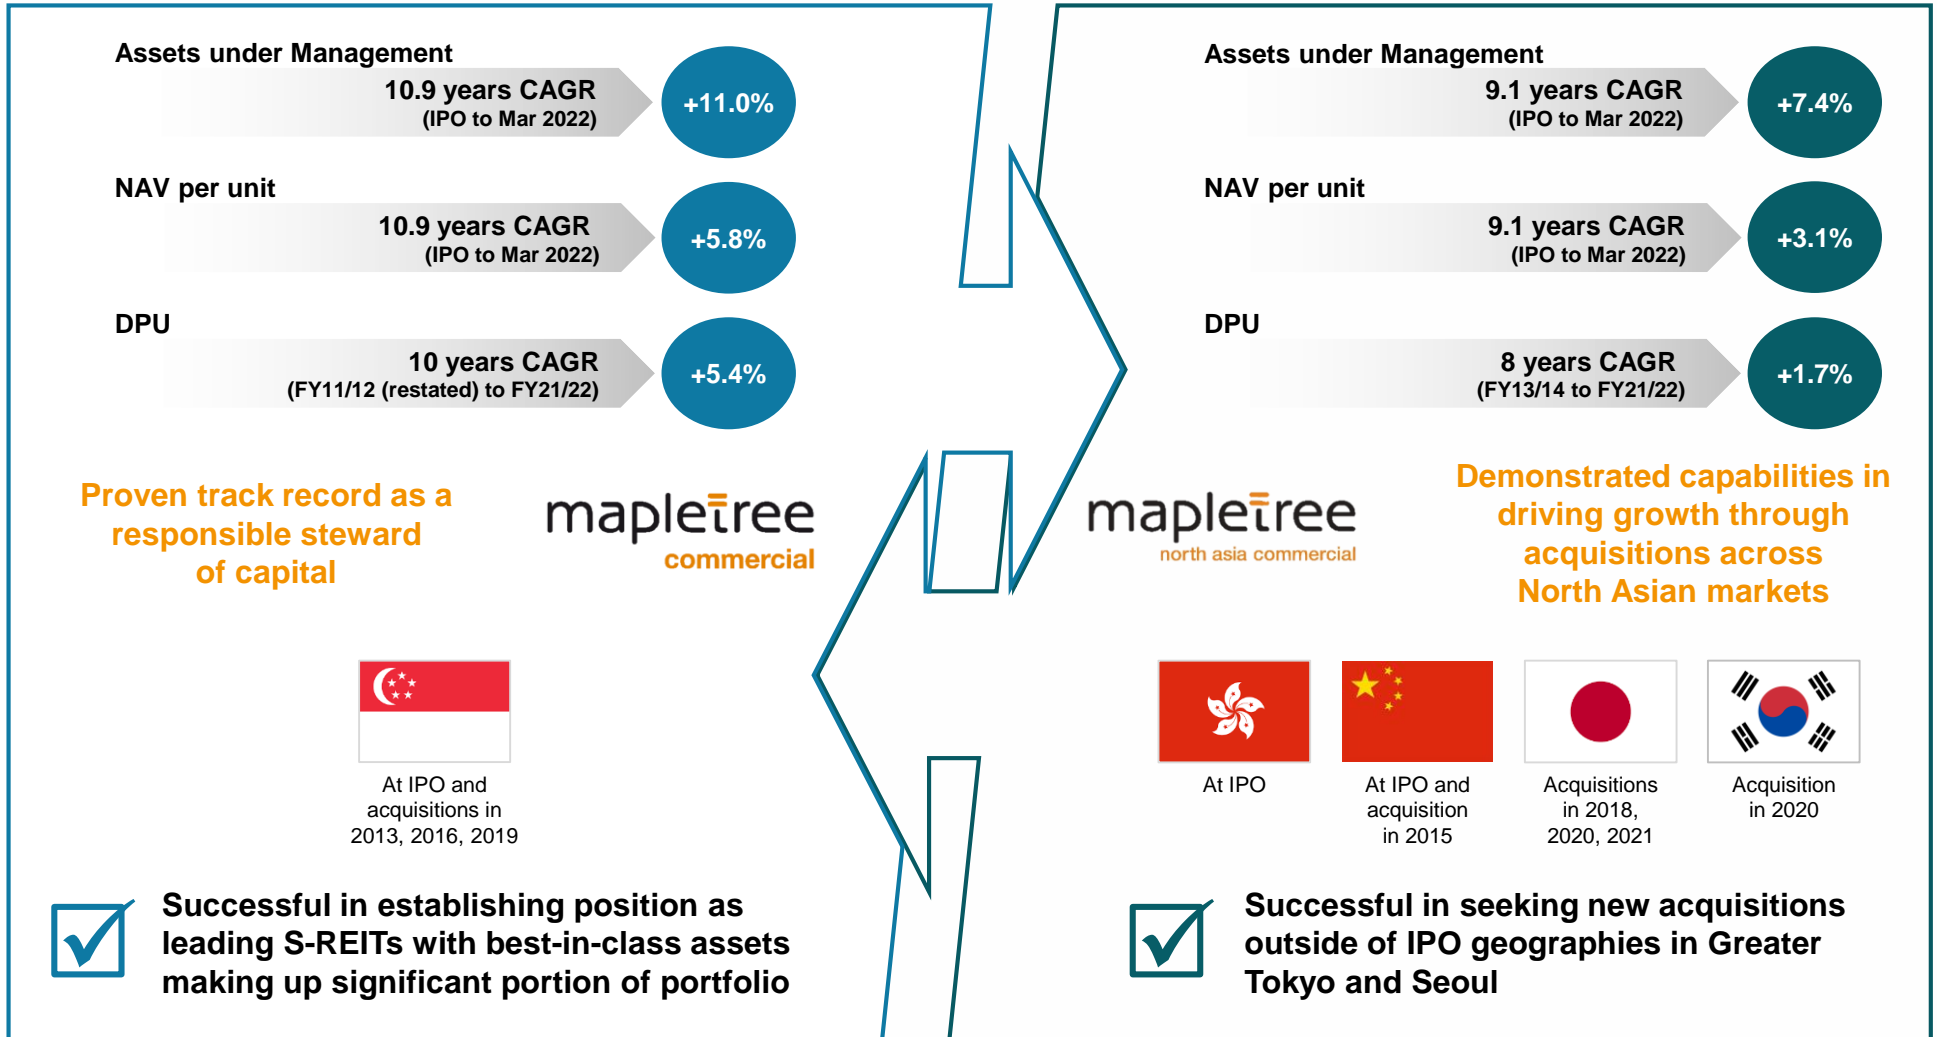 Assets under Management
10.9 years CAGR
(IPO to Mar 2022)
+11.0%
NAV per unit
10.9 years CAGR
(IPO to Mar 2022)
+5.8%
DPU
10 years CAGR
(FY11/12 (restated) to FY21/22)
+5.4%
Proven track record as a
responsible steward
of capital
mapletree
commercial
At IPO and
acquisitions in
2013, 2016, 2019
Successful in establishing position as
leading S-REITs with best-in-class assets
making up significant portion of portfolio
Assets under Management
9.1 years CAGR
(IPO to Mar 2022)
+7.4%
NAV per unit
9.1 years CAGR
(IPO to Mar 2022)
+3.1%
DPU
8 years CAGR
(FY13/14 to FY21/22)
+1.7%
mapletree
north asia commercial
Demonstrated capabilities in
driving growth through
acquisitions across
North Asian markets
At IPO
At IPO and
acquisition
in 2015
Acquisitions
in 2018,
2020, 2021
Acquisition
in 2020
Successful in seeking new acquisitions
outside of IPO geographies in Greater
Tokyo and Seoul